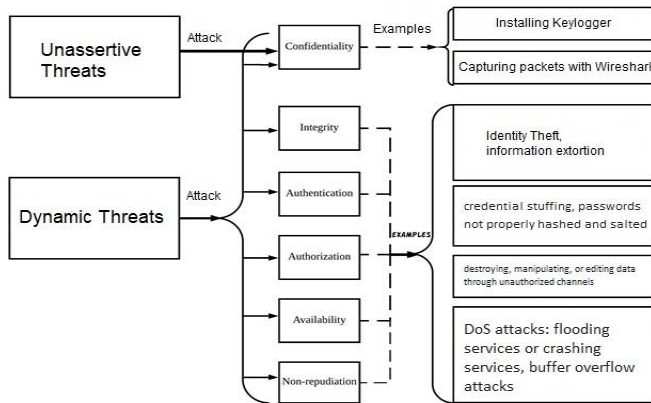 Unassertive
Threats
Attack
Confidentiality
Examples
Installing Keylogger
Capturing packets with Wireshark
Integrity
Identity Theft,
information extortion
Dynamic Threats
Attack
Authentication
credential stuffing, passwords
not properly hashed and salted
EXAMPLES
Authorization
destroying, manipulating, or editing data
through unauthorized channels
Availability
DoS attacks: flooding
services or crashing
services, buffer overflow
attacks
Non-repudiation